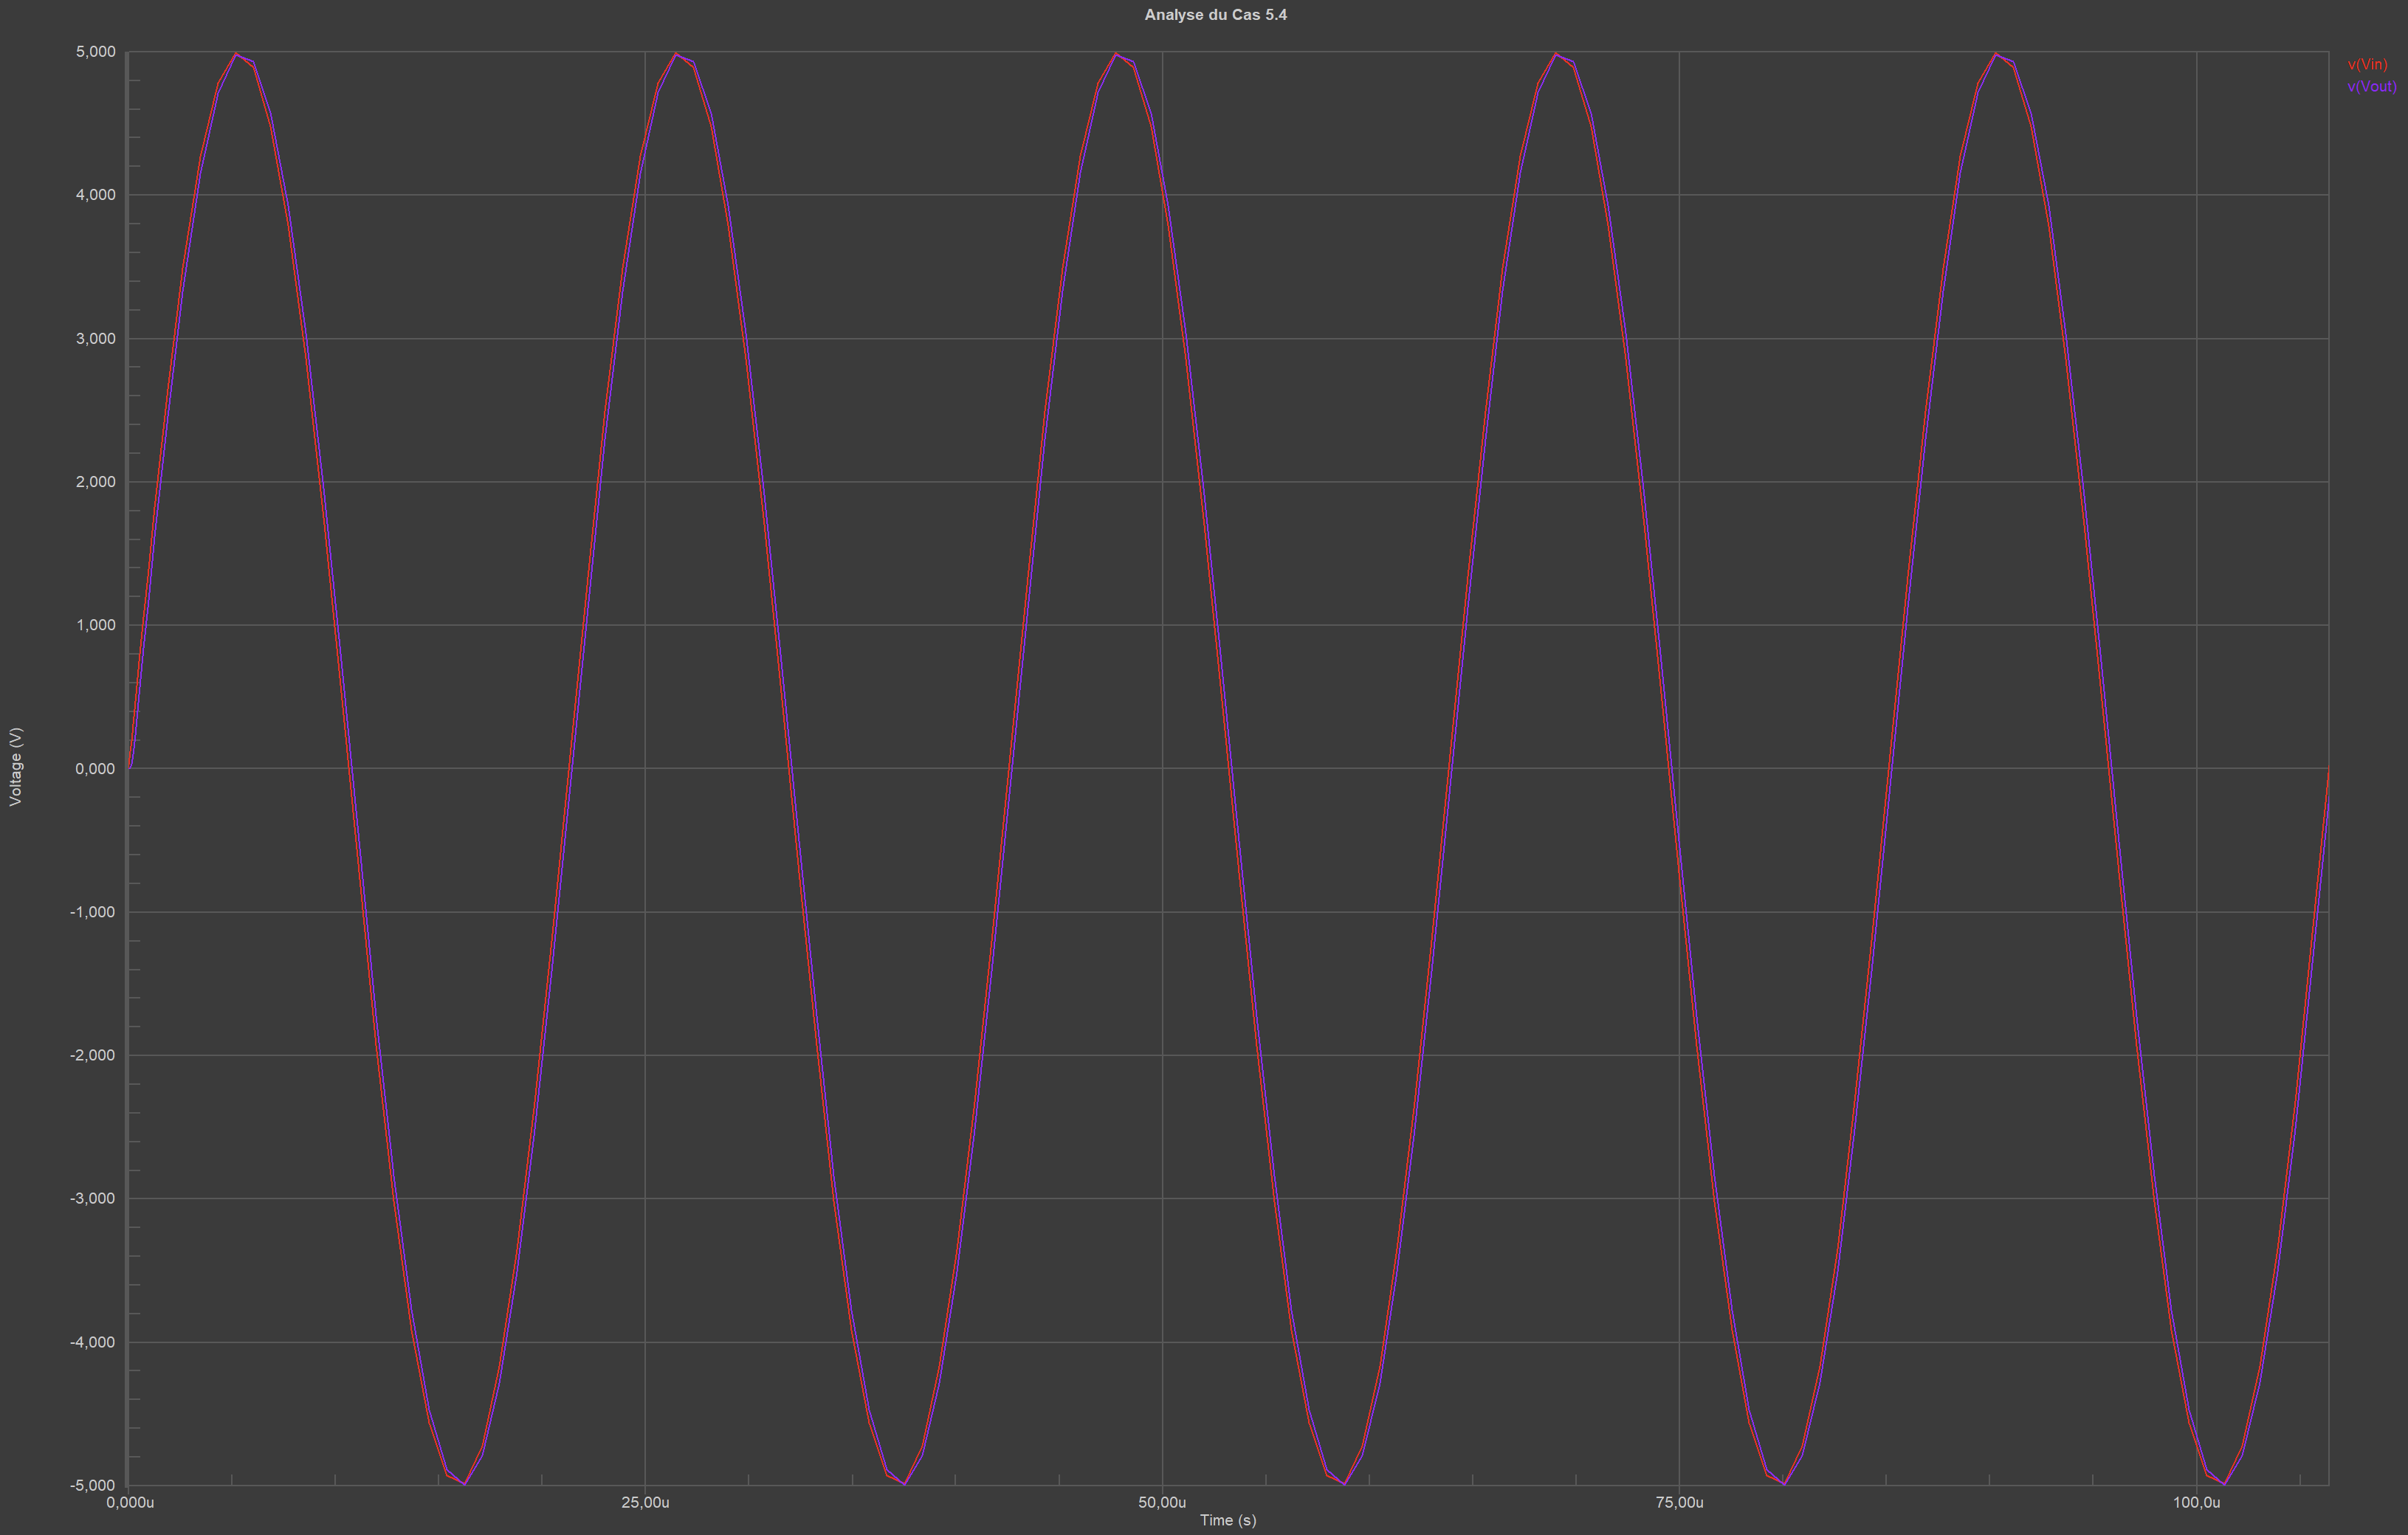 Analyse du Cas 5.4
v(Vin)
v(Vout)
5,000
4,000
3,000
2,000
1,000
0,000
-1,000
-2,000
-3,000
-4,000
-5,000
Voltage (V)
0,000u 25,00u 50,00u 75,00u 100,0u
Time (s)